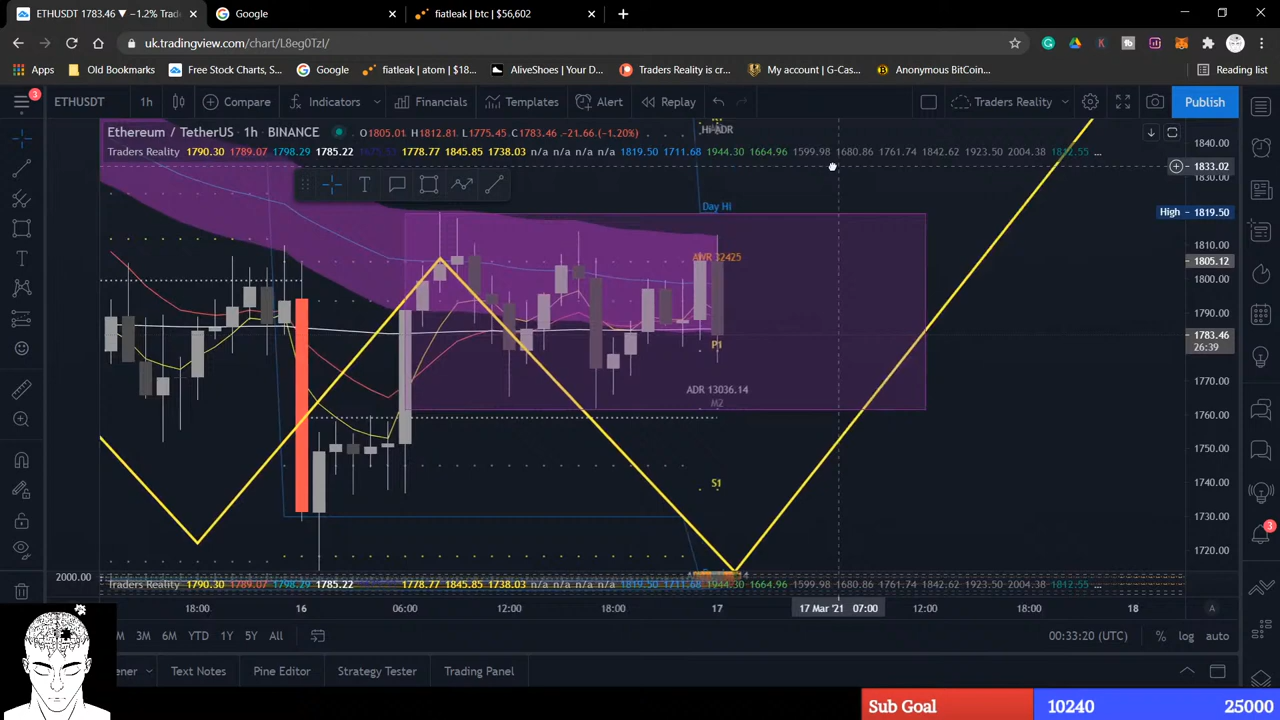 ETHUSDT 1783.46 ▼ −1.2% Trad
Google
fiatleak | btc | $56,602
uk.tradingview.com/chart/L8eg0Tzl/
Apps
Old Bookmarks
Free Stock Charts, S...
Google
fiatleak | atom | $18...
AliveShoes | Your D...
Traders Reality is cr...
My account | G-Cas...
Anonymous BitCoin...
Reading list
3
ETHUSDT
1h
Compare
Indicators
Financials
Templates
Alert
Replay
Traders Reality
Publish
Ethereum / TetherUS · 1h · BINANCE
O1805.01 H1812.81 L1775.45 C1783.46 −21.66 (−1.20%)
Hi-ADR
Traders Reality 1790.30 1789.07 1798.29 1785.22
1778.77 1845.85 1738.03 n/a n/a n/a n/a 1819.50 1711.68 1944.30 1664.96 1599.98 1680.86 1761.74 1842.62 1923.50 2004.38 1812.55 ...
Day Hi
AWR 32425
P1
ADR 13036.14
M2
S1
1840.00
1833.02
1830.00
High
1819.50
1810.00
1805.12
1800.00
1790.00
1783.46
26:39
1770.00
1760.00
1750.00
1740.00
1730.00
1720.00
2000.00
Traders Reality 1790.30 1789.07 1798.29 1785.22
1778.77 1845.85 1738.03 n/a n/a n/a n/a 1819.50 1711.68 1944.30 1664.96 1599.98 1680.86 1761.74 1842.62 1923.50 2004.38 1812.55 ...
18:00
16
06:00
12:00
18:00
17
17 Mar '21 07:00
12:00
18:00
18
A
3
M
3M
6M
YTD
1Y
5Y
All
00:33:20 (UTC)
%
log
auto
ener
Text Notes
Pine Editor
Strategy Tester
Trading Panel
Sub Goal
10240
25000